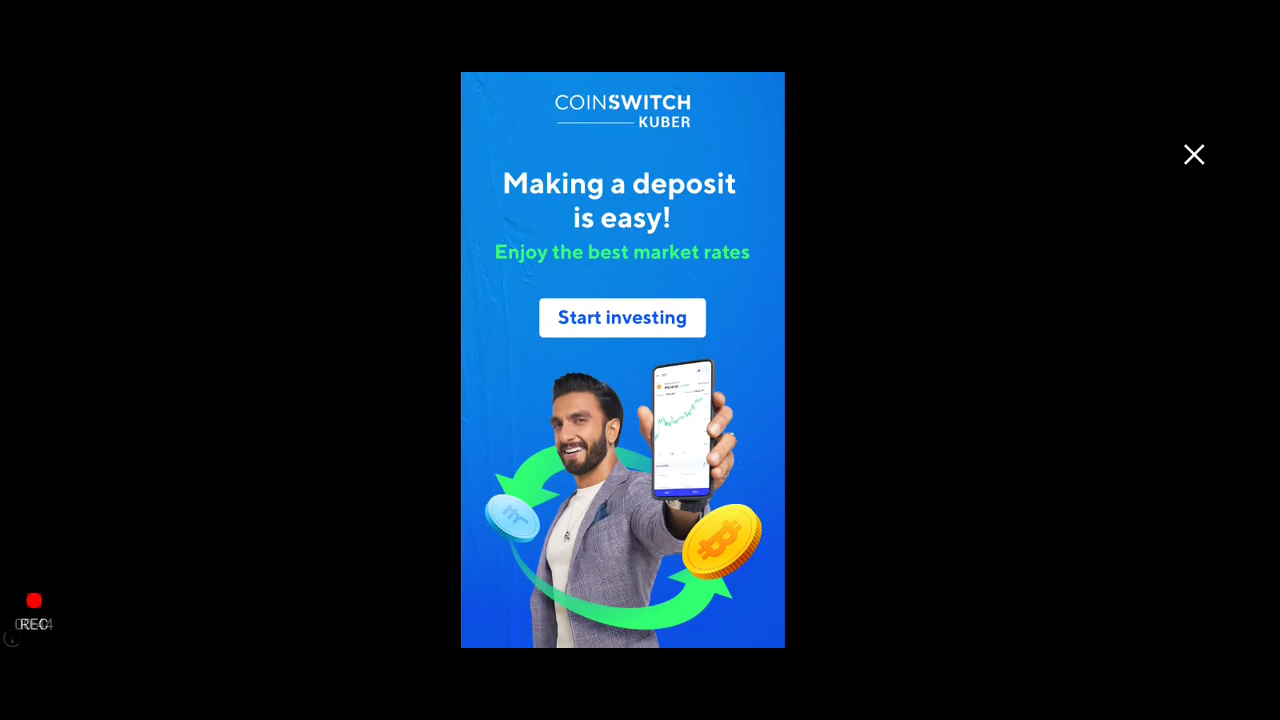 COINSWITCH
KUBER
Making a deposit
is easy!
Enjoy the best market rates
Start investing
REC